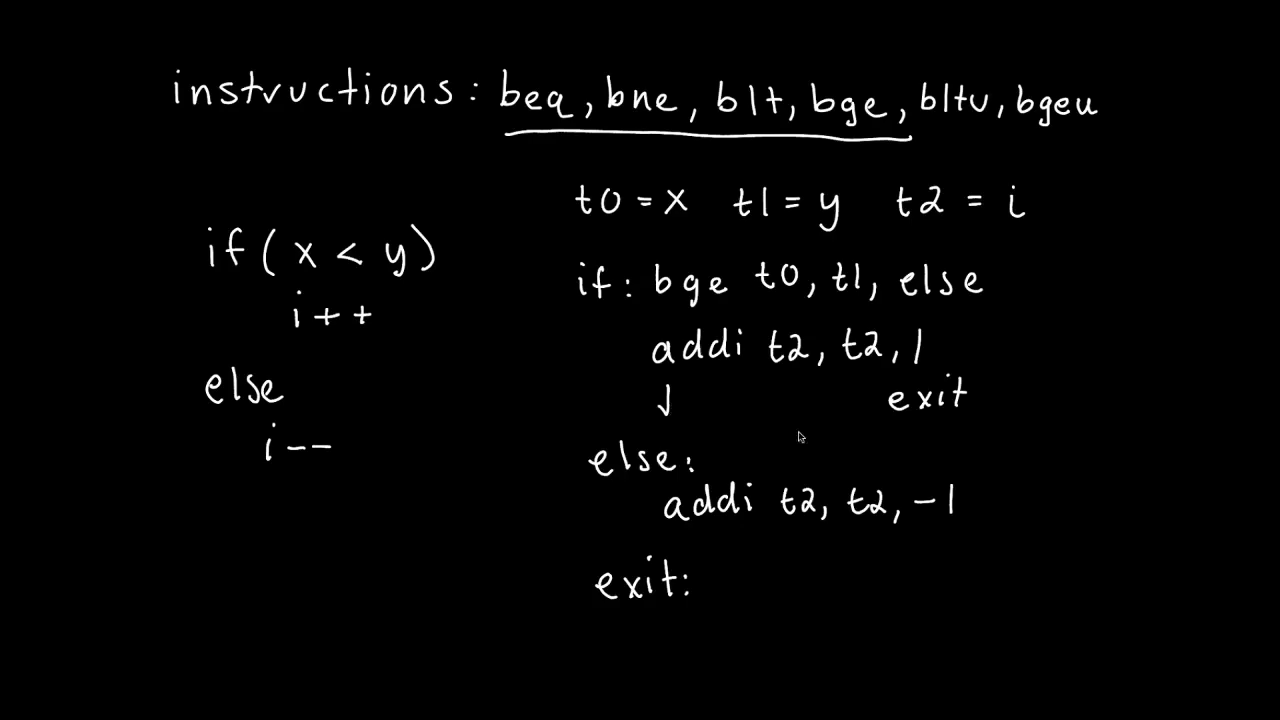 instructions: beq, bne, blt, bge, bltu, bgeu
t0 = x t1 = y t2 = i
if( x < y)
i++
else
i--
if: bge t0, t1, else
addi t2, t2, 1
J exit
else:
addi t2, t2, -1
exit: